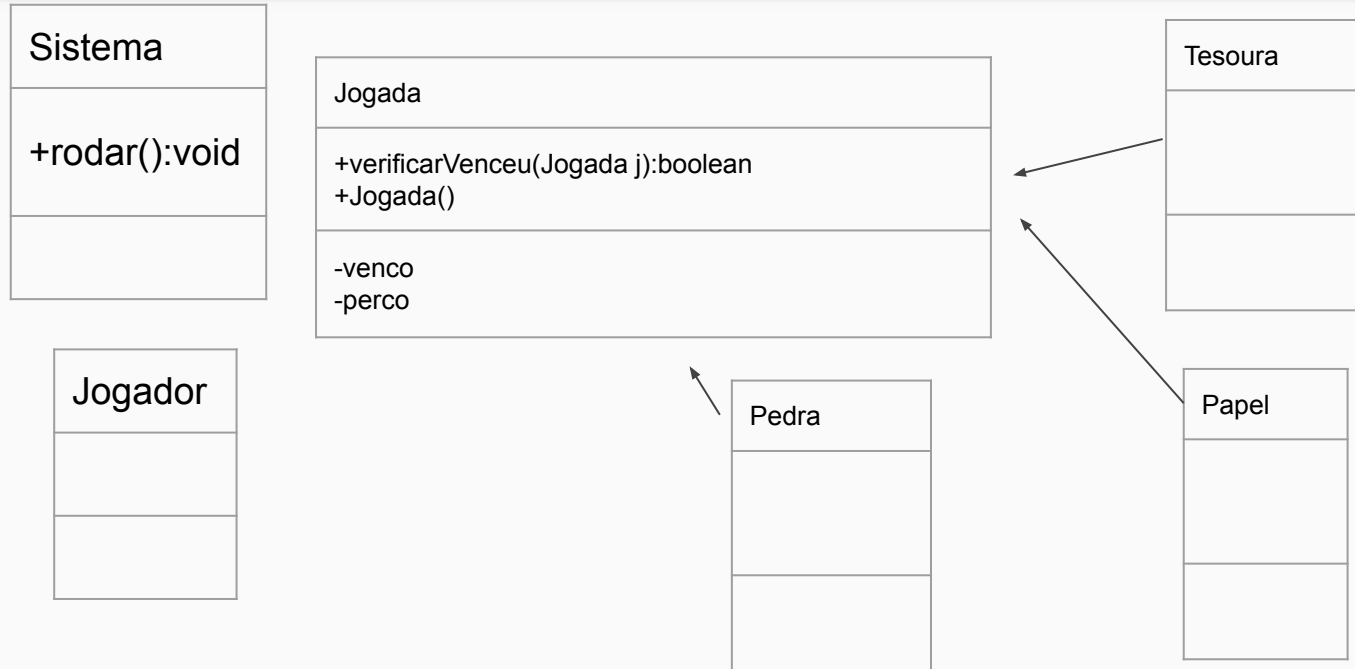 Sistema
+rodar():void
Jogada
+verificarVenceu(Jogada j):boolean
+Jogada()
-venco
-perco
Tesoura
Jogador
Pedra
Papel